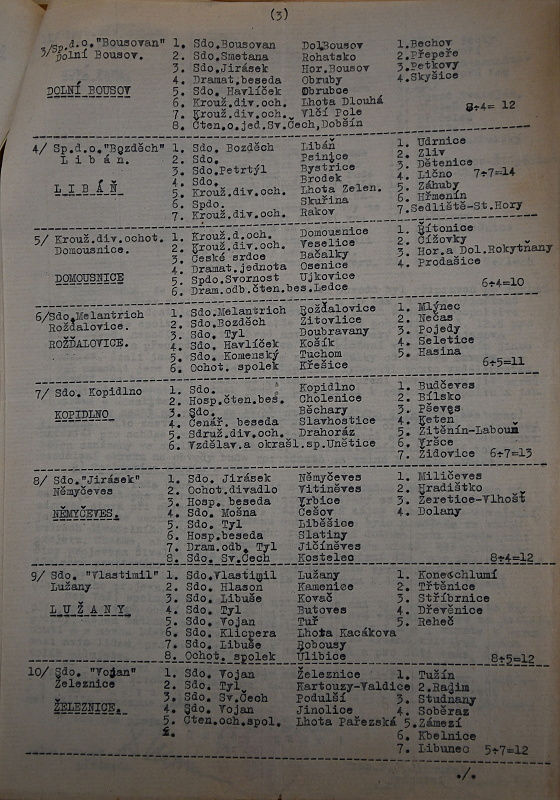 (3)
3/Sp.d.o."Bousovan" 1. Sdo.Bousovan Dol.Bousov 1.Bechov
Dolní Bousov. 2. Sdo.Smetana Rohatsko 2.Přepeře
3. Sdo.Jirásek Hor.Bousov 3.Petkovy
4. Dramat.beseda Obruby 4.Skyšice
DOLNÍ BOUSOV 5. Sdo. Havlíček Obrubce
6. Krouž.div.och. Lhota Dlouhá
7. Krouž.div.och. Vlčí Pole 8+4= 12
8. Čten.o.jed.Sv.Čech,Dobšín
4/ Sp.d.o."Bozděch" 1. Sdo. Bozděch Libáň 1. Údrnice
Libán. 2. Sdo. Psinice 2. Zliv
3. Sdo.Petrtýl Bystrice 3. Dětenice
4. Sdo. Brodek 4. Lično 7+7=14
LIBÁŇ 5. Krouž.div.och. Lhota Zelen. 5. Záhuby
6. Spdo. Skuřina 6. Hřmenín
7. Krouž.div.och. Rakov 7.Sedliště-St.Hory
5/ Krouž.div.ochot. 1. Krouž.d.och. Domousnice 1. Řítonice
Domousnice. 2. Krouž.div.och. Veselice 2. Čížovky
3. České srdce Bačalky 3. Hor.a Dol.Rokytňany
DOMOUSNICE 4. Dramat.jednota Osenice 4. Prodašice
5. Spdo.Svornost Ujkovice
6. Dram.odb.čten.bes.Ledce 6+4=10
6/Sdo.Melantrich 1. Sdo.Melantrich Rožďalovice 1. Mlýnec
Rožďalovice. 2. Sdo.Bozděch Žitovlice 2. Nečas
3. Sdo. Tyl Doubravany 3. Pojedy
ROŽĎALOVICE. 4. Sdo. Havlíček Košík 4. Seletice
5. Sdo. Komenský Tuchom 5. Hasina
6. Ochot. spolek Křešice 6+5=11
7/ Sdo. Kopidlno 1. Sdo. Kopidlno 1. Budčeves
2. Hosp.čten.bes. Cholenice 2. Bílsko
KOPIDLNO 3. Sdo. Běchary 3. Pševes
4. Čenář. beseda Slavhostice 4. Keten
5. Sdruž.div.och. Drahoráz 5. Žitětín-Labouň
6. Vzdělav.a okrašl.sp.Únětice 6. Vršce
7. Židovice 6+7=13
8/ Sdo."Jirásek" 1. Sdo. Jirásek Němyčeves 1. Miličeves
Němyčeves 2. Ochot.divadlo Vitiněves 2. Hradištko
3. Hosp. beseda Vrbice 3. Žeretice-Vlhošť
NĚMYČEVES. 4. Sdo. Mošna Češov 4. Dolany
5. Sdo. Tyl Liběšice
6. Hosp.beseda Slatiny
7. Dram.odb. Tyl Jičíněves
8. Sdo. Sv.Čech Kostelec 8+4=12
9/ Sdo. "Vlastimil" 1. Sdo.Vlastimil Lužany 1. Konecchlumí
Lužany 2. Sdo. Hlason Kamenice 2. Třtěnice
3. Sdo. Libuše Kovač 3. Stříbrnice
LUŽANY 4. Sdo. Tyl Butoves 4. Dřevěnice
5. Sdo. Vojan Tuř 5. Reheč
6. Sdo. Klicpera Lhota Kacákova
7. Sdo. Libuše Robousy
8. Ochot. spolek Úlibice 8+5=12
10/ Sdo. "Vojan" 1. Sdo. Vojan Železnice 1. Tužín
Železnice 2. Sdo. Tyl Kartouzy-Valdice 2.Radim
3. Sdo. Sv.Čech Podulší 3. Studnany
ŽELEZNICE. 4. Sdo. Vojan Jinolice 4. Soběraz
5. Čten.och.spol. Lhota Pařezská 5.Zámezí
6. 6. Kbelnice
7. Libunec 5+7=12
./.